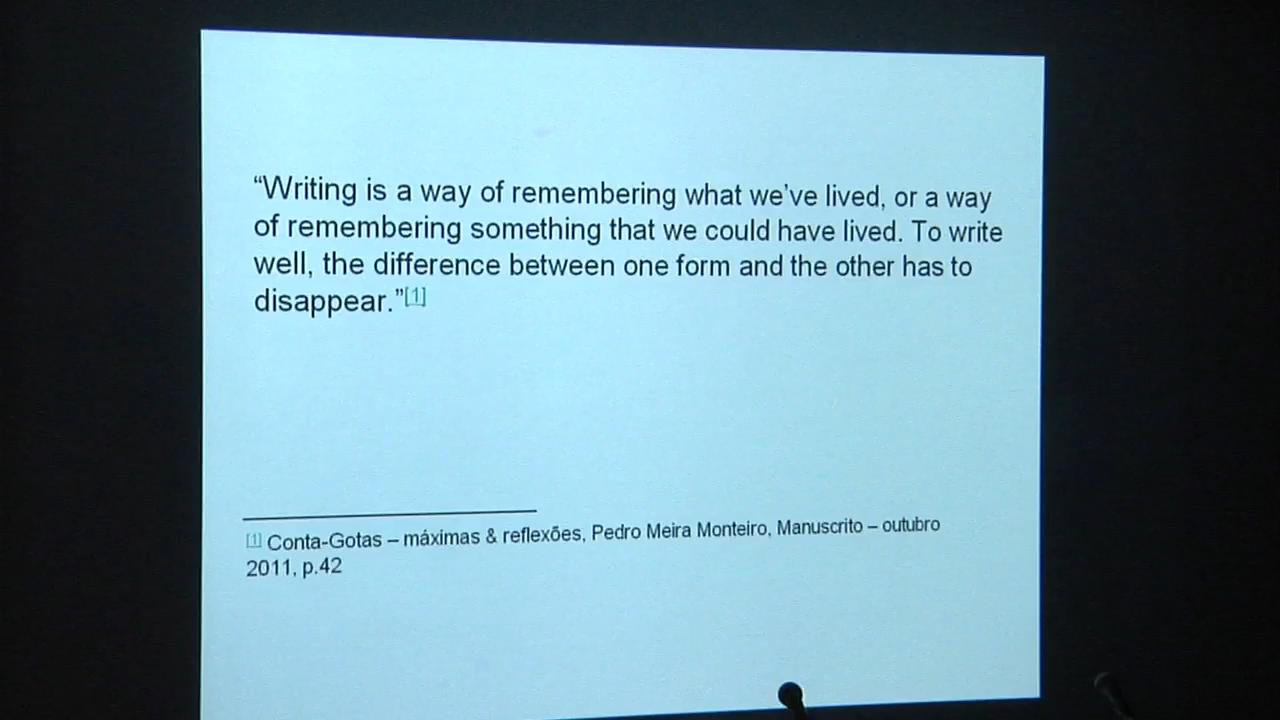 “Writing is a way of remembering what we’ve lived, or a way
of remembering something that we could have lived. To write
well, the difference between one form and the other has to
disappear.”[1]
[1] Conta-Gotas – máximas & reflexões, Pedro Meira Monteiro, Manuscrito – outubro
2011, p.42